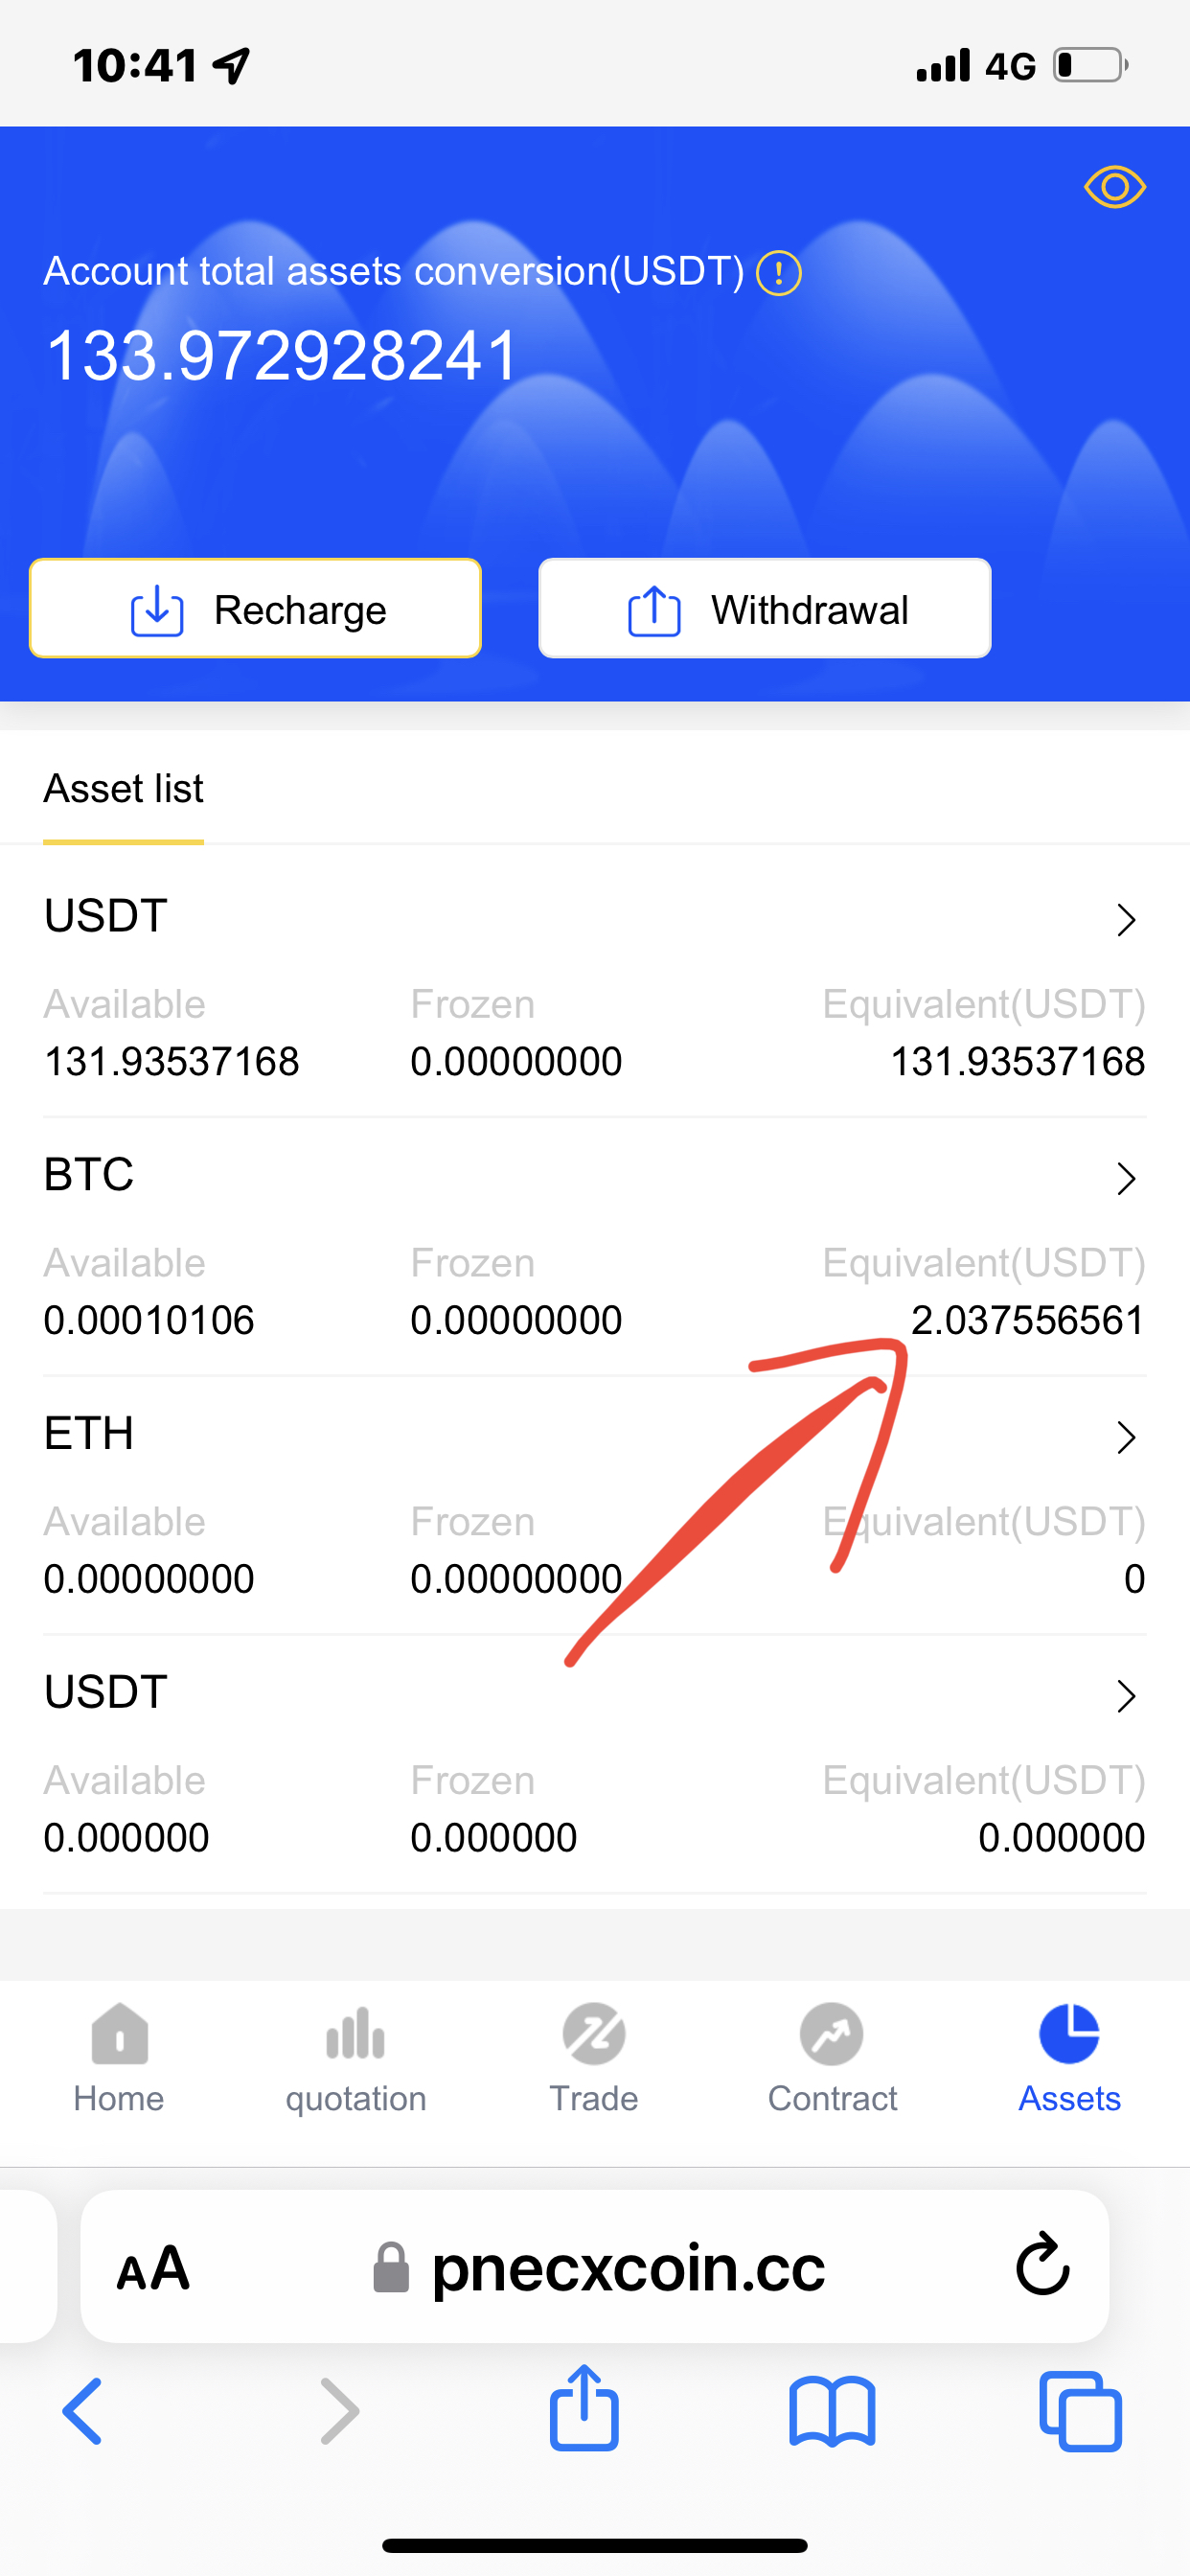 10:41 4G
Account total assets conversion(USDT) !
133.972928241
Recharge Withdrawal
Asset list
USDT
Available Frozen Equivalent(USDT)
131.93537168 0.00000000 131.93537168
BTC
Available Frozen Equivalent(USDT)
0.00010106 0.00000000 2.037556561
ETH
Available Frozen Equivalent(USDT)
0.00000000 0.00000000 0
USDT
Available Frozen Equivalent(USDT)
0.000000 0.000000 0.000000
Home quotation Trade Contract Assets
AA pnecxcoin.cc